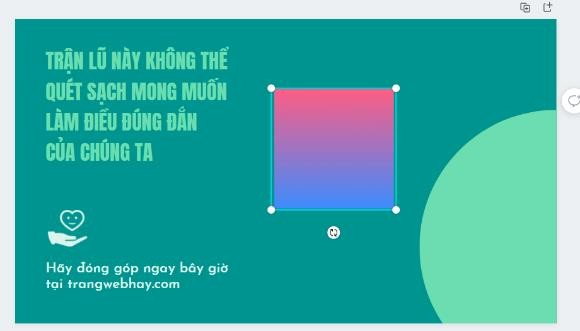 TRẬN LŨ NÀY KHÔNG THỂ
QUÉT SẠCH MONG MUỐN
LÀM ĐIỀU ĐÚNG ĐẮN
CỦA CHÚNG TA
Hãy đóng góp ngay bây giờ
tại trangwebhay.com